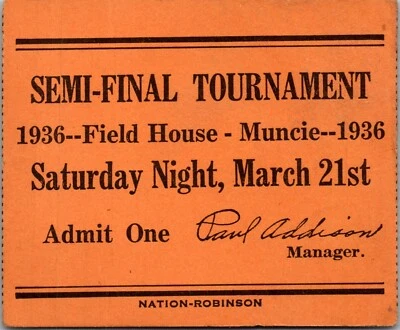 SEMI-FINAL TOURNAMENT
1936--Field House - Muncie--1936
Saturday Night, March 21st
Admit One Paul Addison
Manager.
NATION-ROBINSON